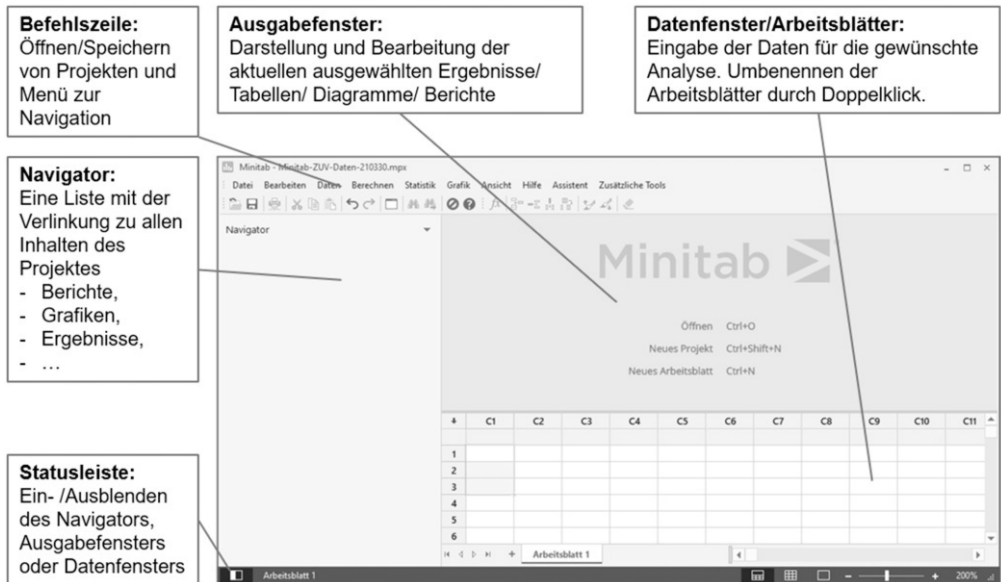 Befehlszeile:
Öffnen/Speichern
von Projekten und
Menü zur
Navigation
Ausgabefenster:
Darstellung und Bearbeitung der
aktuellen ausgewählten Ergebnisse/
Tabellen/ Diagramme/ Berichte
Datenfenster/Arbeitsblätter:
Eingabe der Daten für die gewünschte
Analyse. Umbenennen der
Arbeitsblätter durch Doppelklick.
Navigator:
Eine Liste mit der
Verlinkung zu allen
Inhalten des
Projektes
- Berichte,
- Grafiken,
- Ergebnisse,
- …
Statusleiste:
Ein- /Ausblenden
des Navigators,
Ausgabefensters
oder Datenfensters
Minitab - Minitab-ZUV-Daten-210330.mpx
Datei Bearbeiten Daten Berechnen Statistik Grafik Ansicht Hilfe Assistent Zusätzliche Tools
Navigator
Minitab
Öffnen Ctrl+O
Neues Projekt Ctrl+Shift+N
Neues Arbeitsblatt Ctrl+N
C1 C2 C3 C4 C5 C6 C7 C8 C9 C10 C11
1
2
3
4
5
6
Arbeitsblatt 1
Arbeitsblatt 1 200%